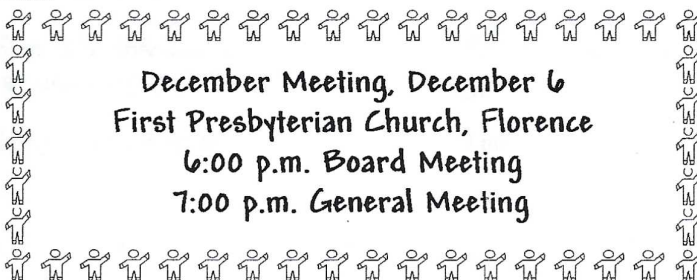 December Meeting, December 6
First Presbyterian Church, Florence
6:00 p.m. Board Meeting
7:00 p.m. General Meeting